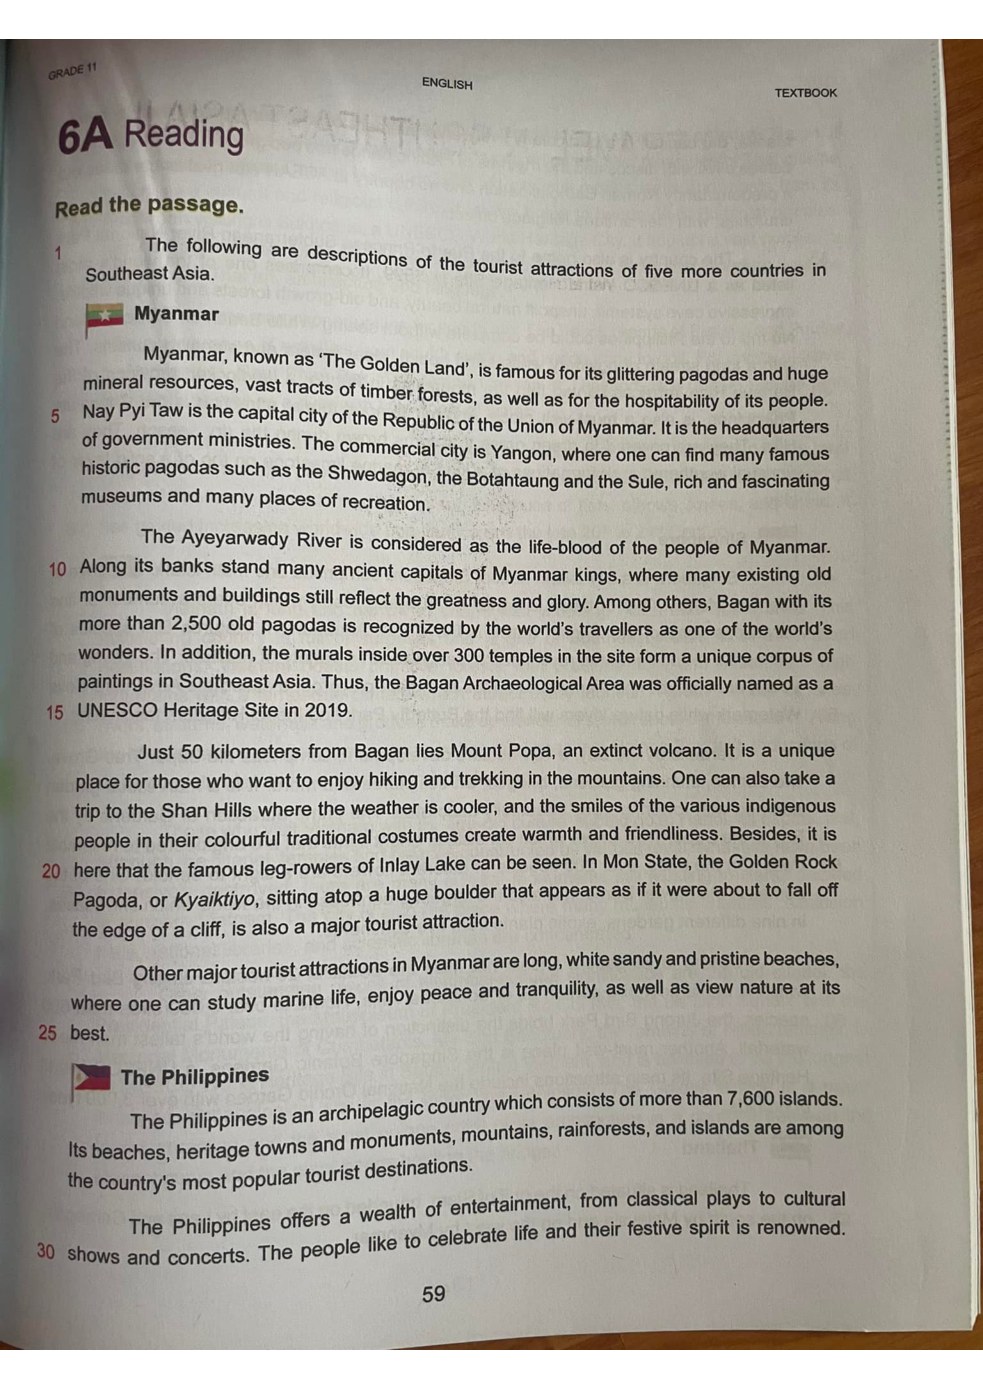 GRADE 11
ENGLISH
TEXTBOOK
6A Reading
Read the passage.
1 The following are descriptions of the tourist attractions of five more countries in
Southeast Asia.
Myanmar
Myanmar, known as ‘The Golden Land’, is famous for its glittering pagodas and huge
mineral resources, vast tracts of timber forests, as well as for the hospitability of its people.
5 Nay Pyi Taw is the capital city of the Republic of the Union of Myanmar. It is the headquarters
of government ministries. The commercial city is Yangon, where one can find many famous
historic pagodas such as the Shwedagon, the Botahtaung and the Sule, rich and fascinating
museums and many places of recreation.
The Ayeyarwady River is considered as the life-blood of the people of Myanmar.
10 Along its banks stand many ancient capitals of Myanmar kings, where many existing old
monuments and buildings still reflect the greatness and glory. Among others, Bagan with its
more than 2,500 old pagodas is recognized by the world's travellers as one of the world's
wonders. In addition, the murals inside over 300 temples in the site form a unique corpus of
paintings in Southeast Asia. Thus, the Bagan Archaeological Area was officially named as a
15 UNESCO Heritage Site in 2019.
Just 50 kilometers from Bagan lies Mount Popa, an extinct volcano. It is a unique
place for those who want to enjoy hiking and trekking in the mountains. One can also take a
trip to the Shan Hills where the weather is cooler, and the smiles of the various indigenous
people in their colourful traditional costumes create warmth and friendliness. Besides, it is
20 here that the famous leg-rowers of Inlay Lake can be seen. In Mon State, the Golden Rock
Pagoda, or Kyaiktiyo, sitting atop a huge boulder that appears as if it were about to fall off
the edge of a cliff, is also a major tourist attraction.
Other major tourist attractions in Myanmar are long, white sandy and pristine beaches,
where one can study marine life, enjoy peace and tranquility, as well as view nature at its
25 best.
The Philippines
The Philippines is an archipelagic country which consists of more than 7,600 islands.
Its beaches, heritage towns and monuments, mountains, rainforests, and islands are among
the country's most popular tourist destinations.
The Philippines offers a wealth of entertainment, from classical plays to cultural
30 shows and concerts. The people like to celebrate life and their festive spirit is renowned.
59